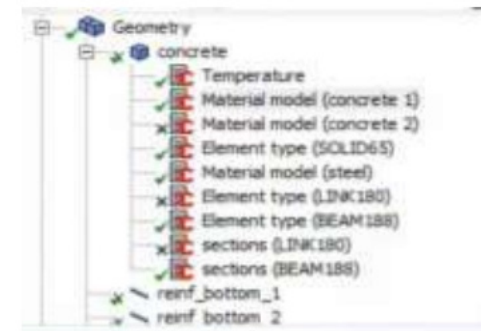 Geometry
concrete
Temperature
Material model (concrete 1)
Material model (concrete 2)
Element type (SOLID65)
Material model (steel)
Element type (LINK180)
Element type (BEAM188)
sections (LINK180)
sections (BEAM188)
reinf_bottom_1
reinf_bottom_2